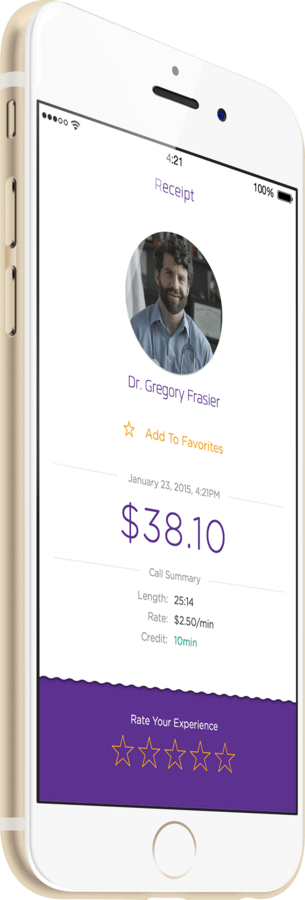 4:21
100%
Receipt
Dr. Gregory Frasier
Add To Favorites
January 23, 2015, 4:21PM
$38.10
Call Summary
Length: 25:14
Rate: $2.50/min
Credit: 10min
Rate Your Experience